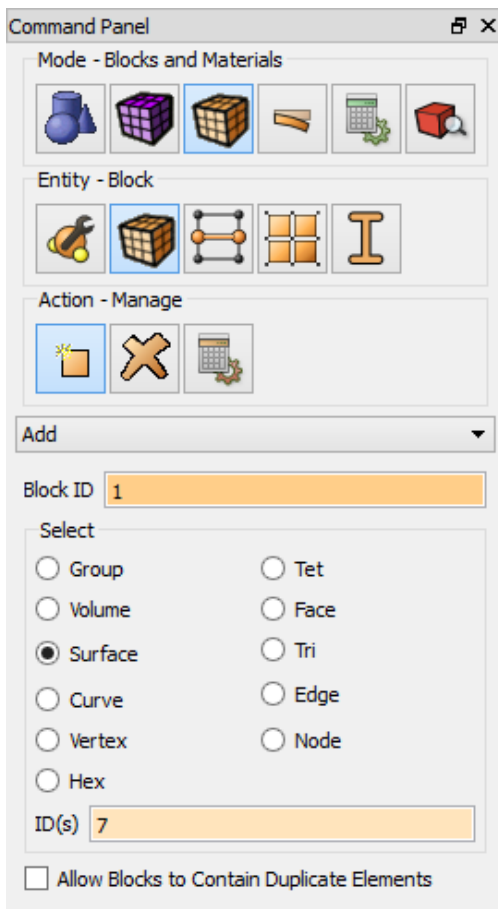 Command Panel
Mode - Blocks and Materials
Entity - Block
Action - Manage
Add
Block ID 1
Select
Group Tet
Volume Face
Surface Tri
Curve Edge
Vertex Node
Hex
ID(s) 7
Allow Blocks to Contain Duplicate Elements